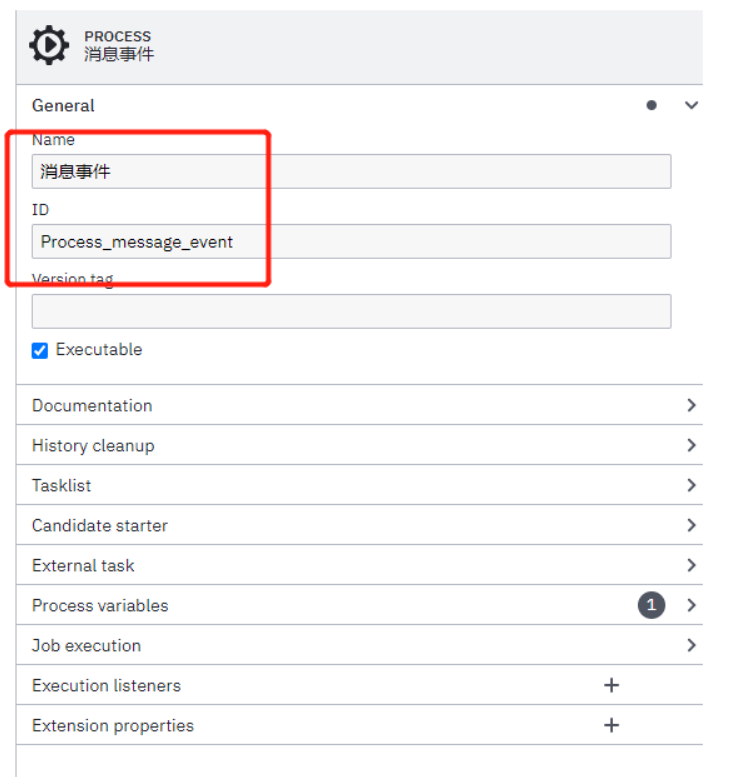 PROCESS
消息事件
General
Name
消息事件
ID
Process_message_event
Version tag
Executable
Documentation
History cleanup
Tasklist
Candidate starter
External task
Process variables 1
Job execution
Execution listeners
Extension properties